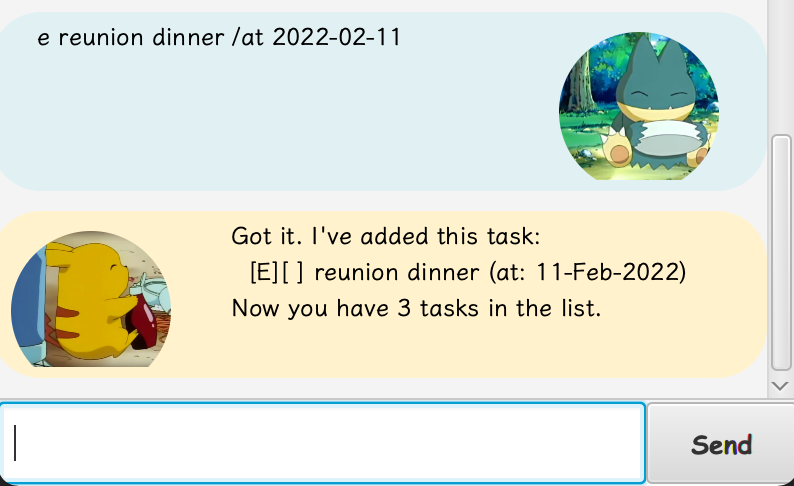 e reunion dinner /at 2022-02-11
Got it. I've added this task:
[E][ ] reunion dinner (at: 11-Feb-2022)
Now you have 3 tasks in the list.
Send